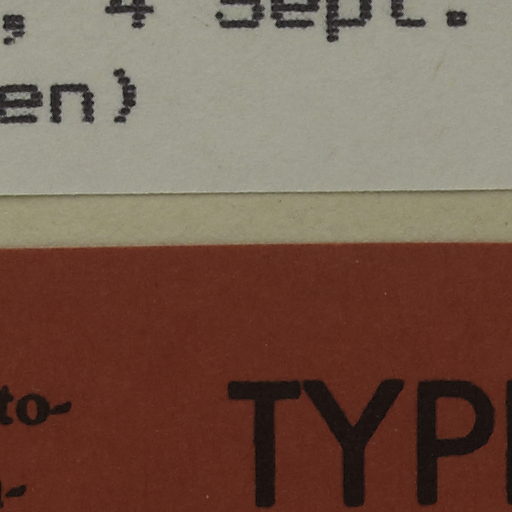 , 4 Sept.
en)
to-
TYP